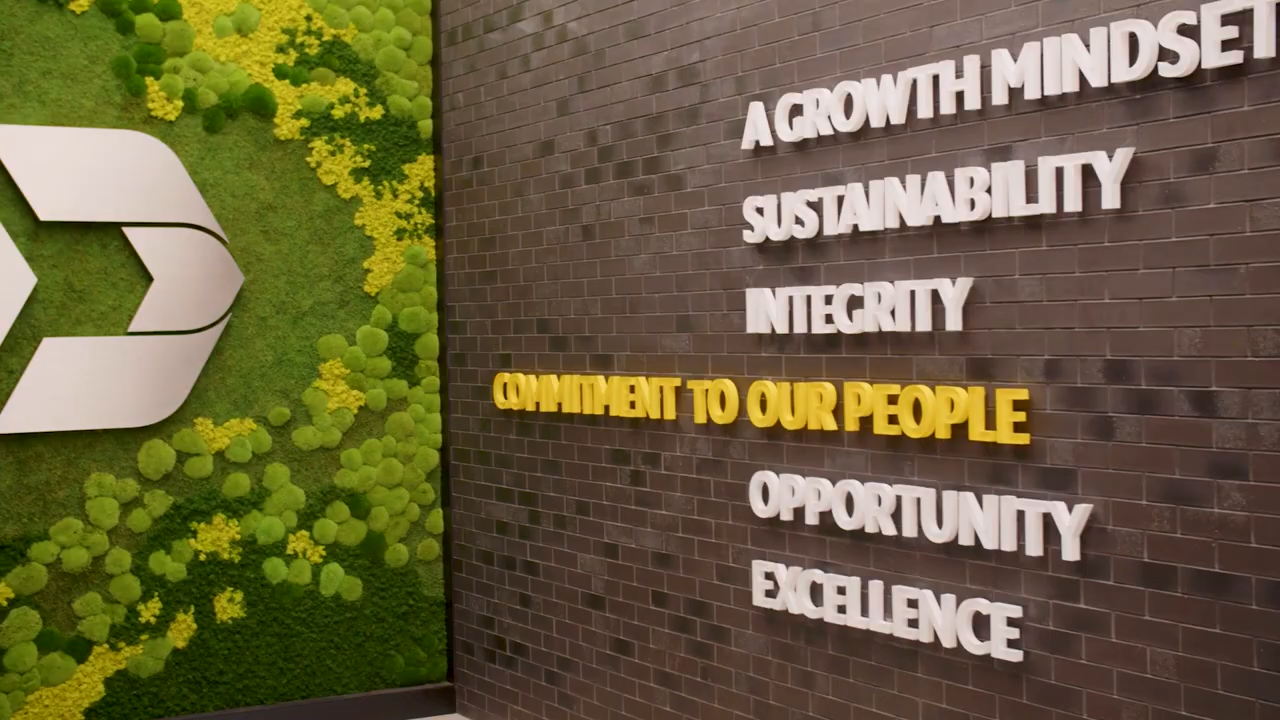 A GROWTH MINDSET
SUSTAINABILITY
INTEGRITY
COMMITMENT TO OUR PEOPLE
OPPORTUNITY
EXCELLENCE